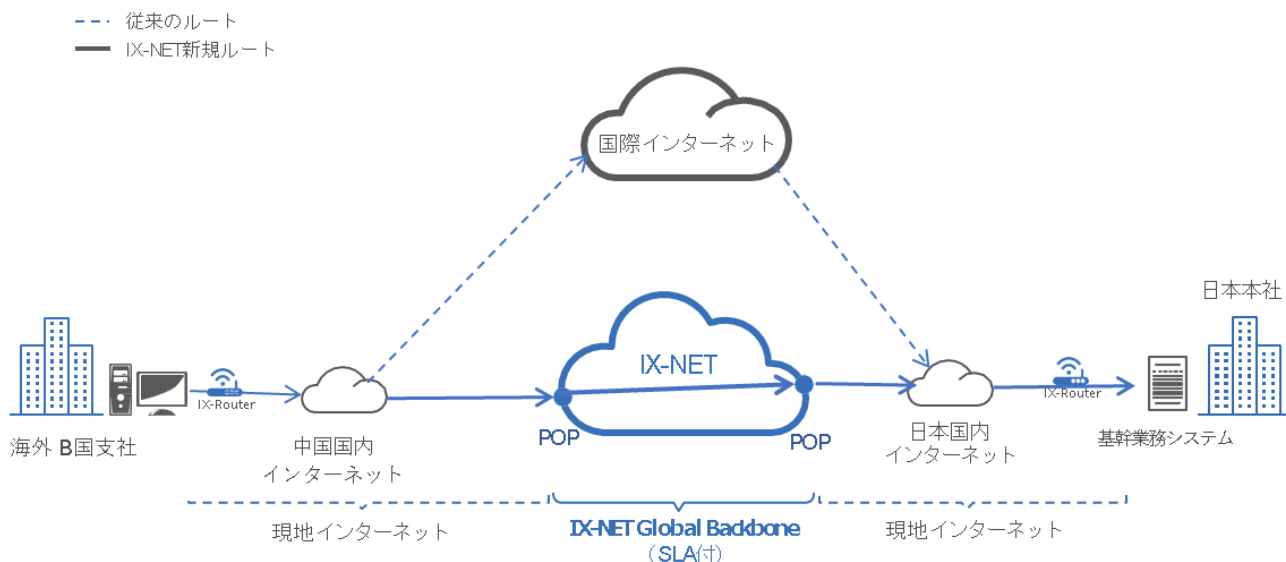 従来のルート
IX-NET新規ルート
国際インターネット
日本本社
IX-NET
IX-Router
IX-Router
POP
POP
海外 B国支社
中国国内
インターネット
日本国内
インターネット
基幹業務システム
現地インターネット
IX-NET Global Backbone
（SLA付）
現地インターネット